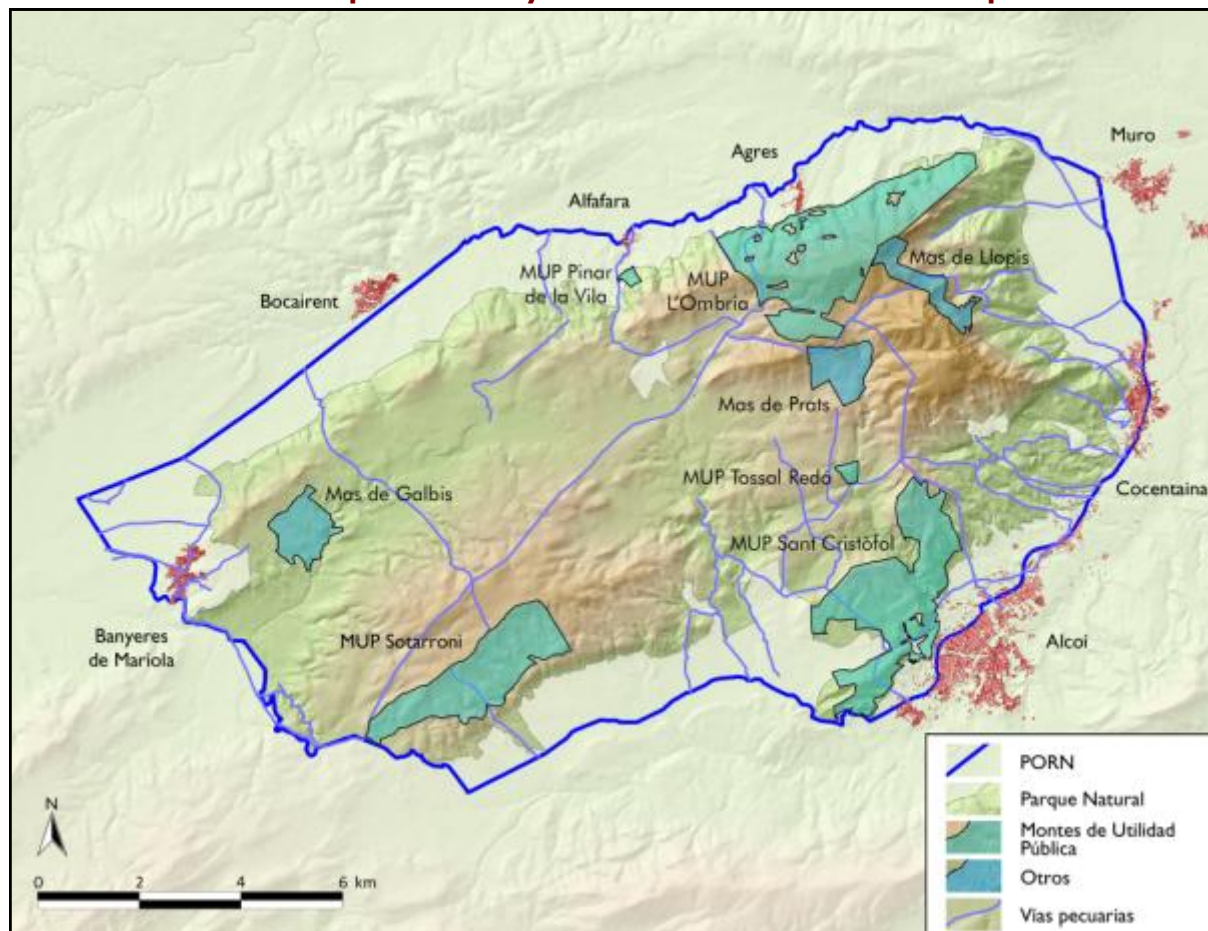 Muro
Agres
Alfafara
MUP Pinar
de la Vila
MUP
L'Ombria
Mas de Llopis
Bocairent
Mas de Prats
MUP Tossal Redó
Mas de Galbis
Cocentaina
MUP Sant Cristòfol
MUP Sotarroni
Banyeres
de Mariola
Alcoi
PORN
Parque Natural
Montes de Utilidad
Pública
Otros
Vías pecuarias
N
0 2 4 6 km